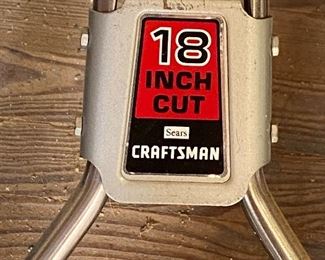 18
INCH
CUT
Sears
CRAFTSMAN